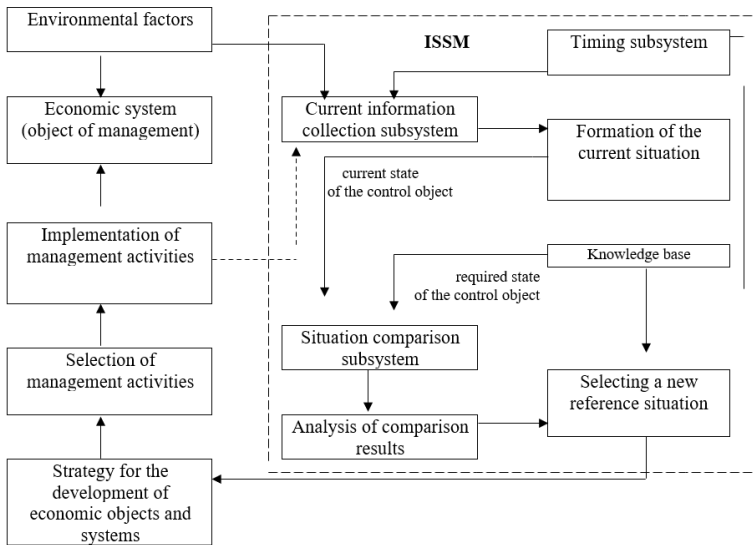 Environmental factors
ISSM
Timing subsystem
Economic system
(object of management)
Current information
collection subsystem
Formation of the
current situation
current state
of the control object
Implementation of
management activities
Knowledge base
required state
of the control object
Situation comparison
subsystem
Selection of
management activities
Selecting a new
reference situation
Analysis of comparison
results
Strategy for the
development of
economic objects and
systems